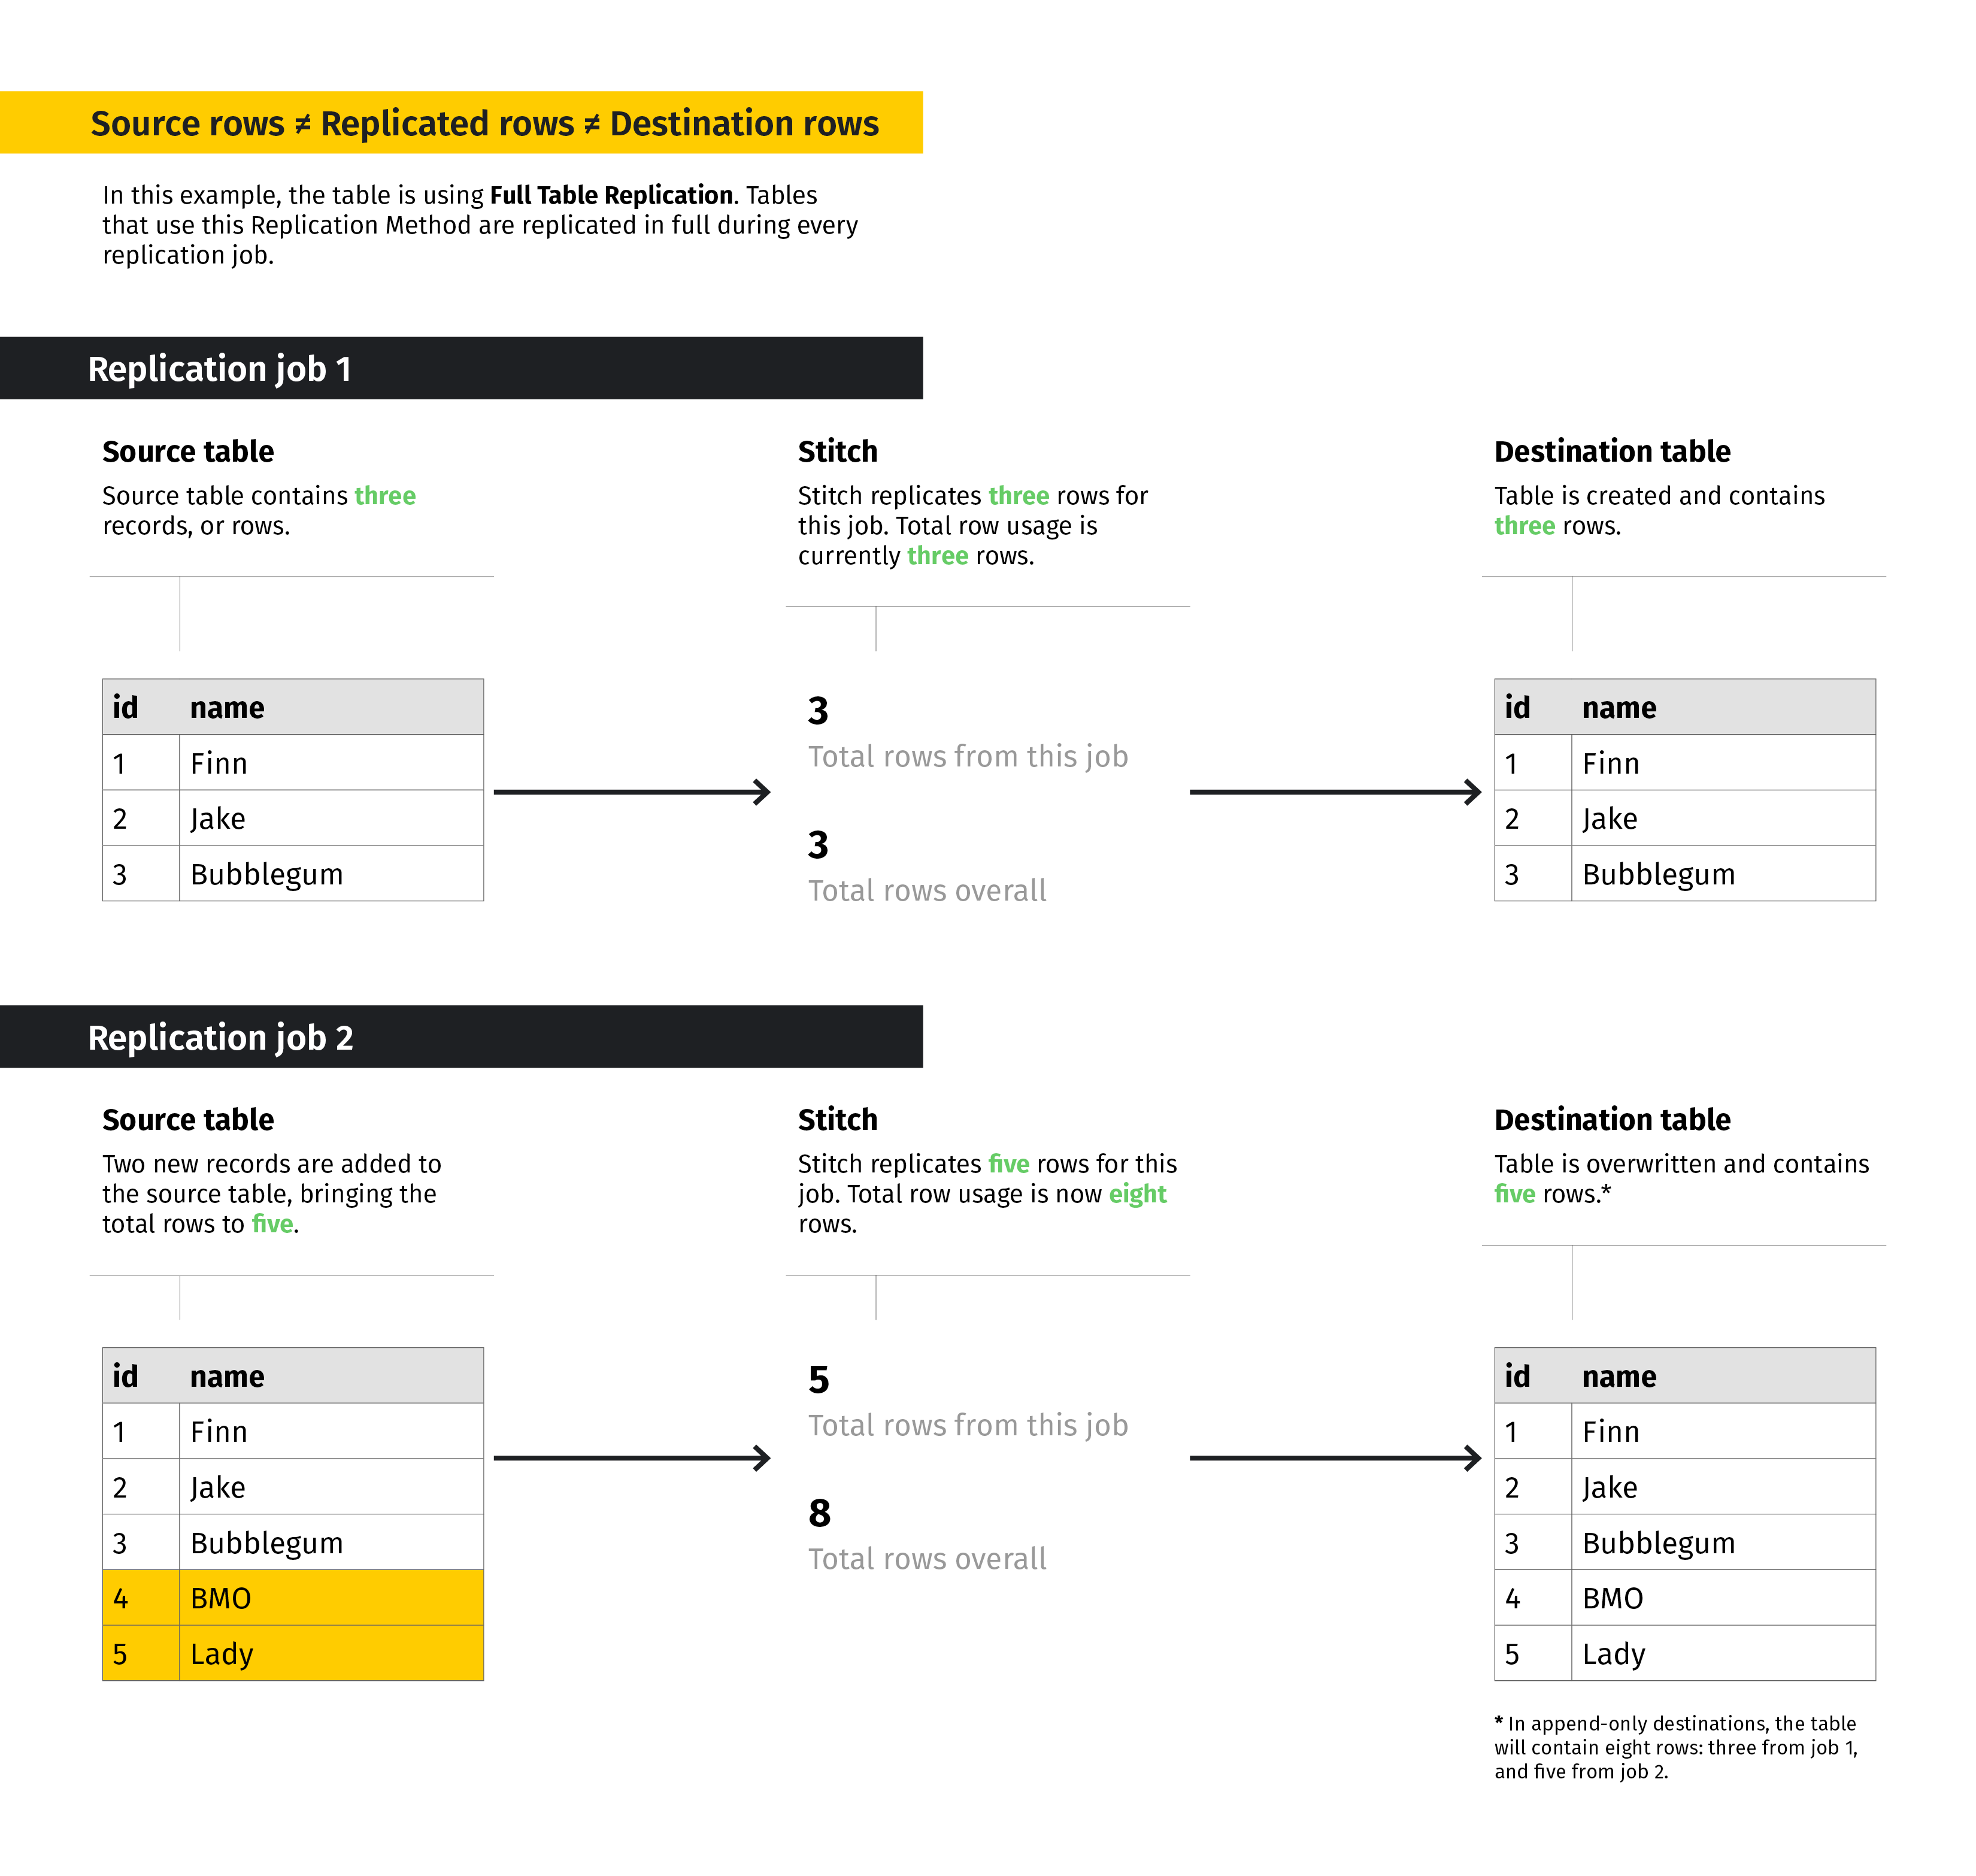 Source rows ≠ Replicated rows ≠ Destination rows
In this example, the table is using Full Table Replication. Tables
that use this Replication Method are replicated in full during every
replication job.
Replication job 1
Source table
Source table contains three
records, or rows.
Stitch
Stitch replicates three rows for
this job. Total row usage is
currently three rows.
Destination table
Table is created and contains
three rows.
id name
1 Finn
2 Jake
3 Bubblegum
3
Total rows from this job
3
Total rows overall
id name
1 Finn
2 Jake
3 Bubblegum
Replication job 2
Source table
Two new records are added to
the source table, bringing the
total rows to five.
Stitch
Stitch replicates five rows for this
job. Total row usage is now eight
rows.
Destination table
Table is overwritten and contains
five rows.*
id name
1 Finn
2 Jake
3 Bubblegum
4 BMO
5 Lady
5
Total rows from this job
8
Total rows overall
id name
1 Finn
2 Jake
3 Bubblegum
4 BMO
5 Lady
* In append-only destinations, the table
will contain eight rows: three from job 1,
and five from job 2.